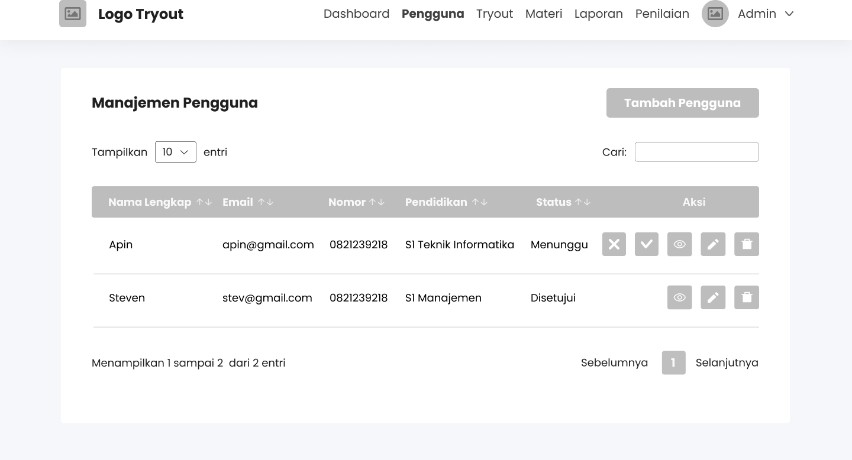 Logo Tryout Dashboard Pengguna Tryout Materi Laporan Penilaian Admin
Manajemen Pengguna Tambah Pengguna
Tampilkan 10 entri Cari:
Nama Lengkap Email Nomor Pendidikan Status Aksi
Apin apin@gmail.com 0821239218 S1 Teknik Informatika Menunggu
Steven stev@gmail.com 0821239218 S1 Manajemen Disetujui
Menampilkan 1 sampai 2 dari 2 entri Sebelumnya 1 Selanjutnya